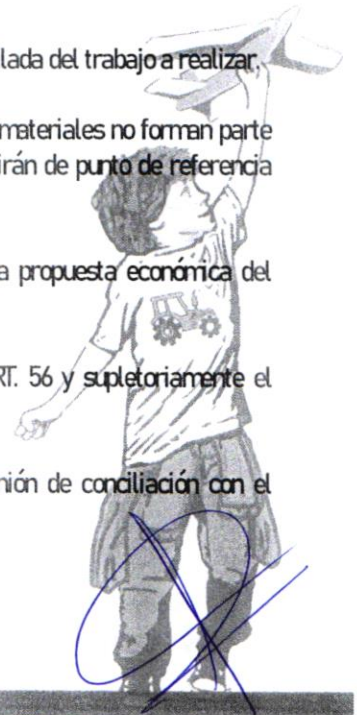 lada del trabajo a realizar.
materiales no forman parte
irán de punto de referencia
a propuesta económica del
RT. 56 y supletoriamente el
nión de conciliación con el